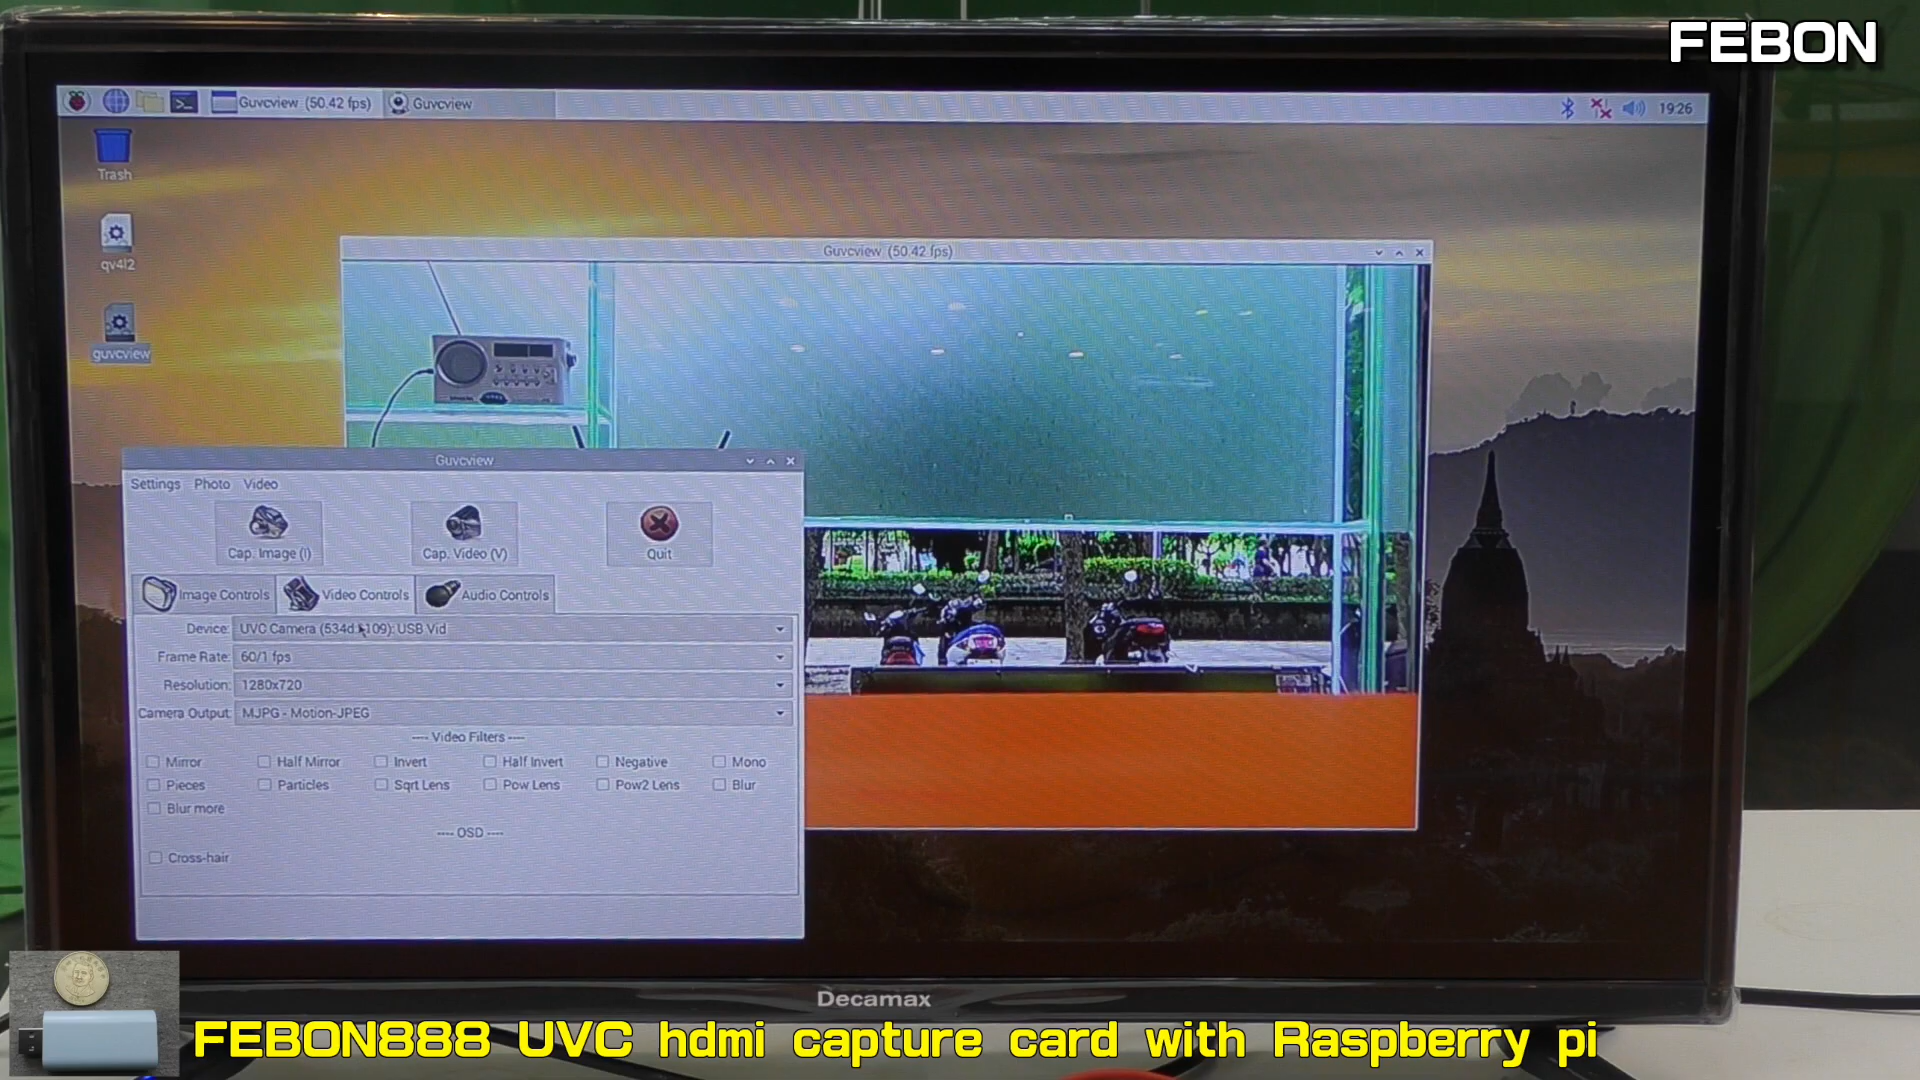 FEBON
Guvcview (50.42 fps)
Guvcview
19:26
Trash
qv4l2
guvcview
Guvcview (50.42 fps)
Guvcview
Settings Photo Video
Cap. Image (I)
Cap. Video (V)
Quit
Image Controls
Video Controls
Audio Controls
Device: UVC Camera (534d: 109): USB Vid
Frame Rate: 60/1 fps
Resolution: 1280x720
Camera Output: MJPG - Motion-JPEG
---- Video Filters ----
Mirror Half Mirror Invert Half Invert Negative Mono
Pieces Particles Sqrt Lens Pow Lens Pow2 Lens Blur
Blur more
---- OSD ----
Cross-hair
Decamax
FEBON888 UVC hdmi capture card with Raspberry pi